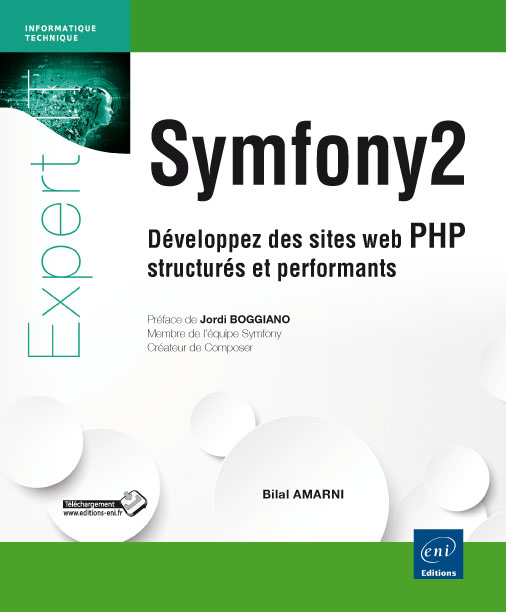 INFORMATIQUE
TECHNIQUE
Expert IT
Symfony2
Développez des sites web PHP
structurés et performants
Préface de Jordi BOGGIANO
Membre de l'équipe Symfony
Créateur de Composer
Bilal AMARNI
Téléchargement
www.editions-eni.fr
eni
Editions